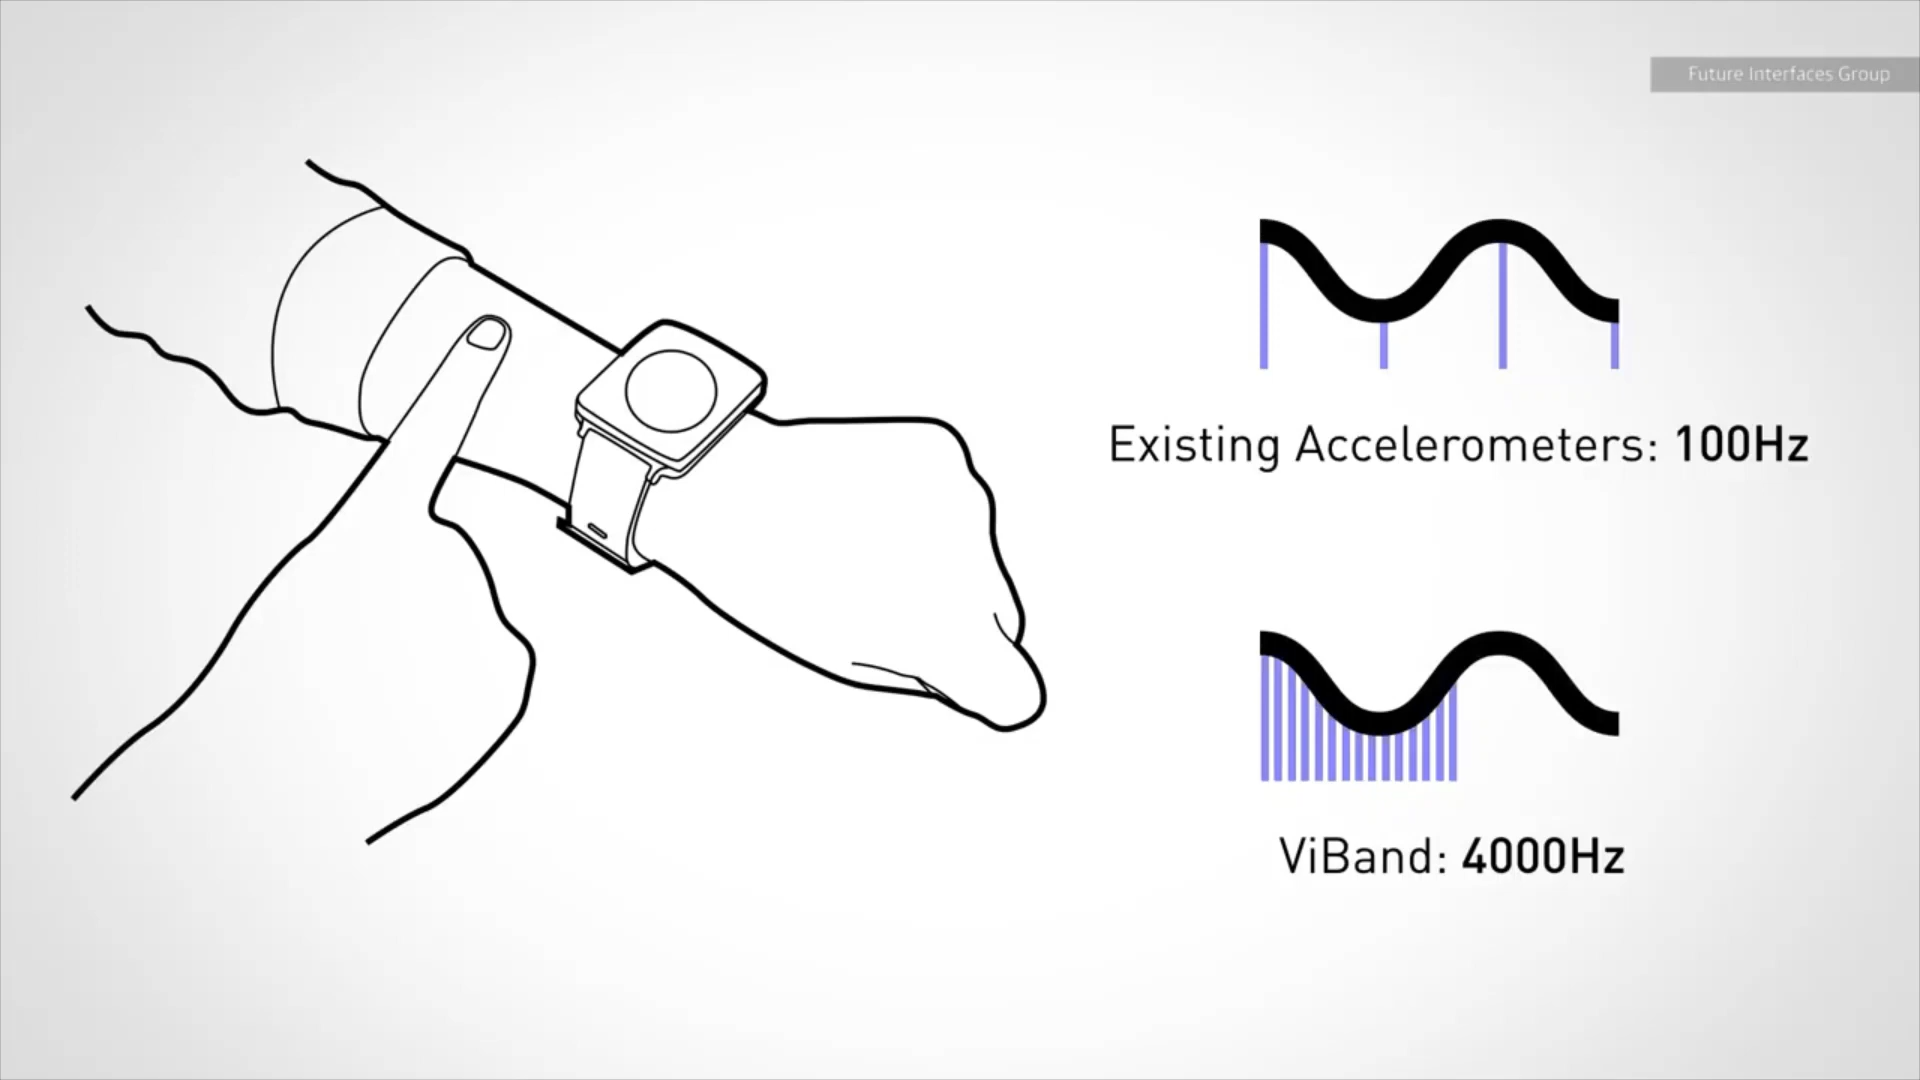 Future Interfaces Group
Existing Accelerometers: 100Hz
ViBand: 4000Hz